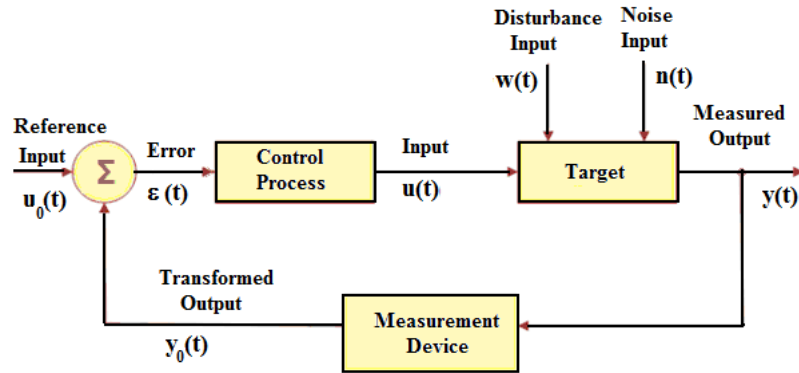 Disturbance
Input
w(t)
Noise
Input
n(t)
Measured
Output
Reference
Input
u₀(t)
Σ
Error
ε (t)
Control
Process
Input
u(t)
Target
y(t)
Transformed
Output
y₀(t)
Measurement
Device